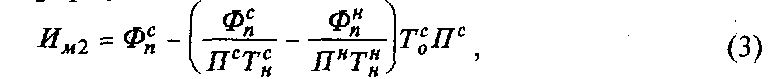 И_{м2} = Ф_п^с − (Ф_п^с / (П^с Т_н^с) − Ф_п^н / (П^н Т_н^н)) Т_о^с П^с , (3)